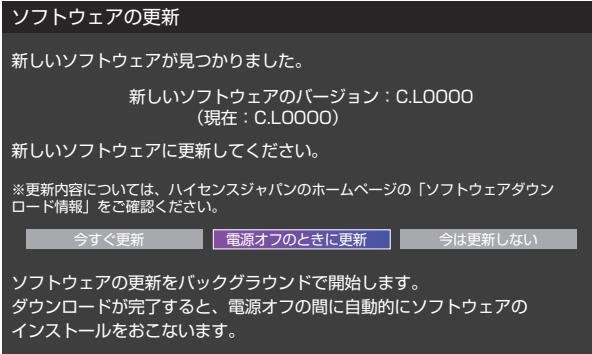 ソフトウェアの更新
新しいソフトウェアが見つかりました。
新しいソフトウェアのバージョン：C.L0000
（現在：C.L0000）
新しいソフトウェアに更新してください。
※更新内容については、ハイセンスジャパンのホームページの「ソフトウェアダウン
ロード情報」をご確認ください。
今すぐ更新 電源オフのときに更新 今は更新しない
ソフトウェアの更新をバックグラウンドで開始します。
ダウンロードが完了すると、電源オフの間に自動的にソフトウェアの
インストールをおこないます。